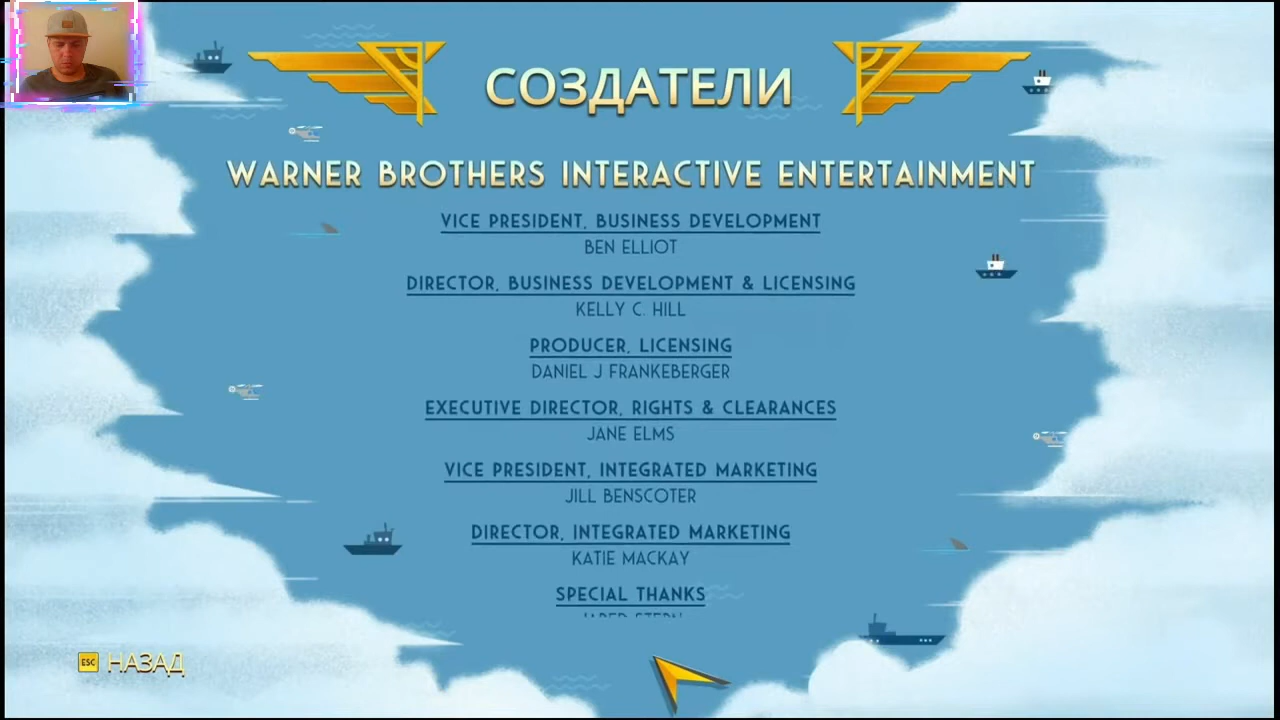 СОЗДАТЕЛИ
WARNER BROTHERS INTERACTIVE ENTERTAINMENT
VICE PRESIDENT, BUSINESS DEVELOPMENT
BEN ELLIOT
DIRECTOR, BUSINESS DEVELOPMENT & LICENSING
KELLY C. HILL
PRODUCER, LICENSING
DANIEL J FRANKEBERGER
EXECUTIVE DIRECTOR, RIGHTS & CLEARANCES
JANE ELMS
VICE PRESIDENT, INTEGRATED MARKETING
JILL BENSCOTER
DIRECTOR, INTEGRATED MARKETING
KATIE MACKAY
SPECIAL THANKS
ESC НАЗАД